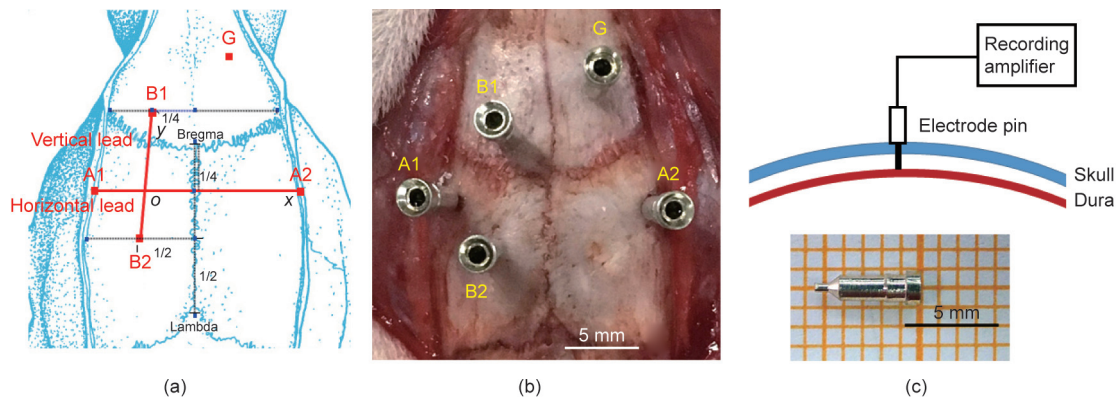 G
B1
1/4
y
Vertical lead
Bregma
A1
1/4
A2
Horizontal lead
o
x
1/2
B2
1/2
Lambda
(a)
G
B1
A1
A2
B2
5 mm
(b)
Recording
amplifier
Electrode pin
Skull
Dura
5 mm
(c)